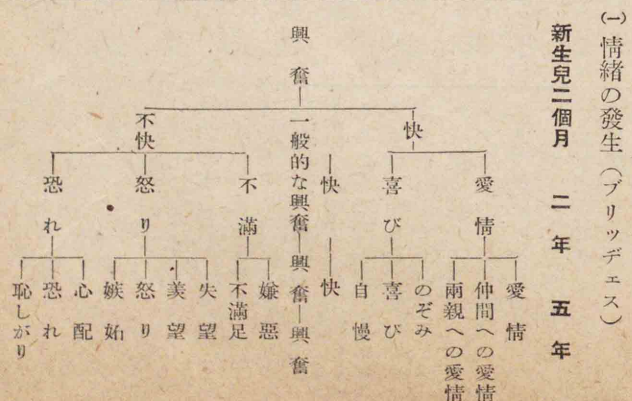 (一) 情緒の發生 (ブリッヂェス)
新生兒二個月 二年 五年
興奮
一般的な興奮
興奮
興奮
快
快
快
愛情
愛情
仲間への愛情
兩親への愛情
喜び
のぞみ
喜び
自慢
不快
不滿
嫌惡
不滿足
怒り
失望
羨望
怒り
嫉妬
恐れ
心配
恐れ
恥しがり